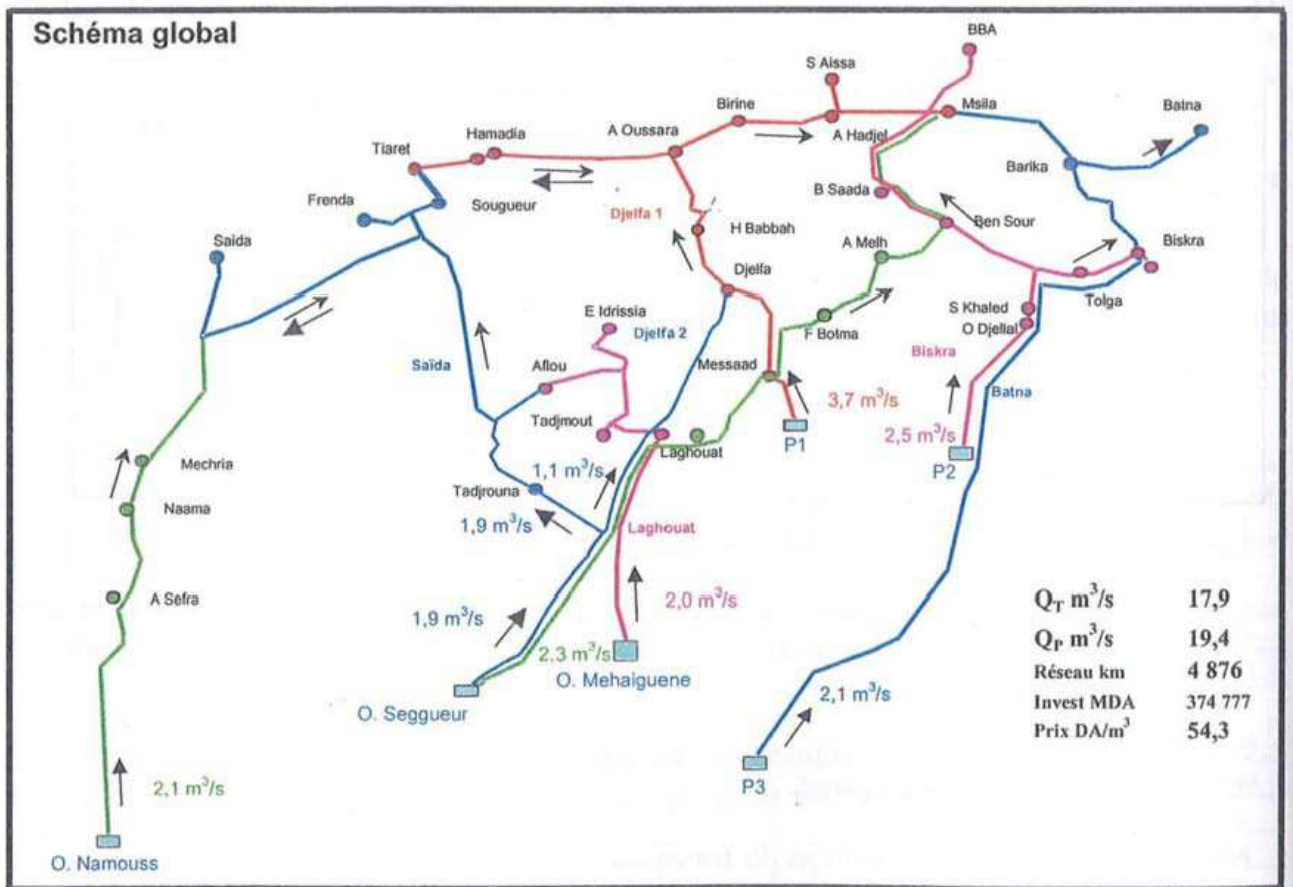 Schéma global
BBA
S Aissa
Birine
Msila
Batna
Hamadia
A Oussara
A Hadjel
Tiaret
Barika
Frenda
Sougueur
B Saada
Djelfa 1
H Babbah
Ben Sour
Saida
A Melh
Biskra
Djelfa
E Idrissia
S Khaled
Tolga
Djelfa 2
F Botma
O Djellal
Saïda
Aflou
Messaad
Biskra
Batna
3,7 m³/s
Tadjmout
2,5 m³/s
P1
Laghouat
P2
Mechria
1,1 m³/s
Tadjrouna
Naama
1,9 m³/s
Laghouat
A Sefra
2,0 m³/s
Q_T m³/s 17,9
1,9 m³/s
Q_P m³/s 19,4
2.3 m³/s
O. Mehaiguene
Réseau km 4 876
O. Seggueur
2,1 m³/s
Invest MDA 374 777
Prix DA/m³ 54,3
P3
2,1 m³/s
O. Namouss